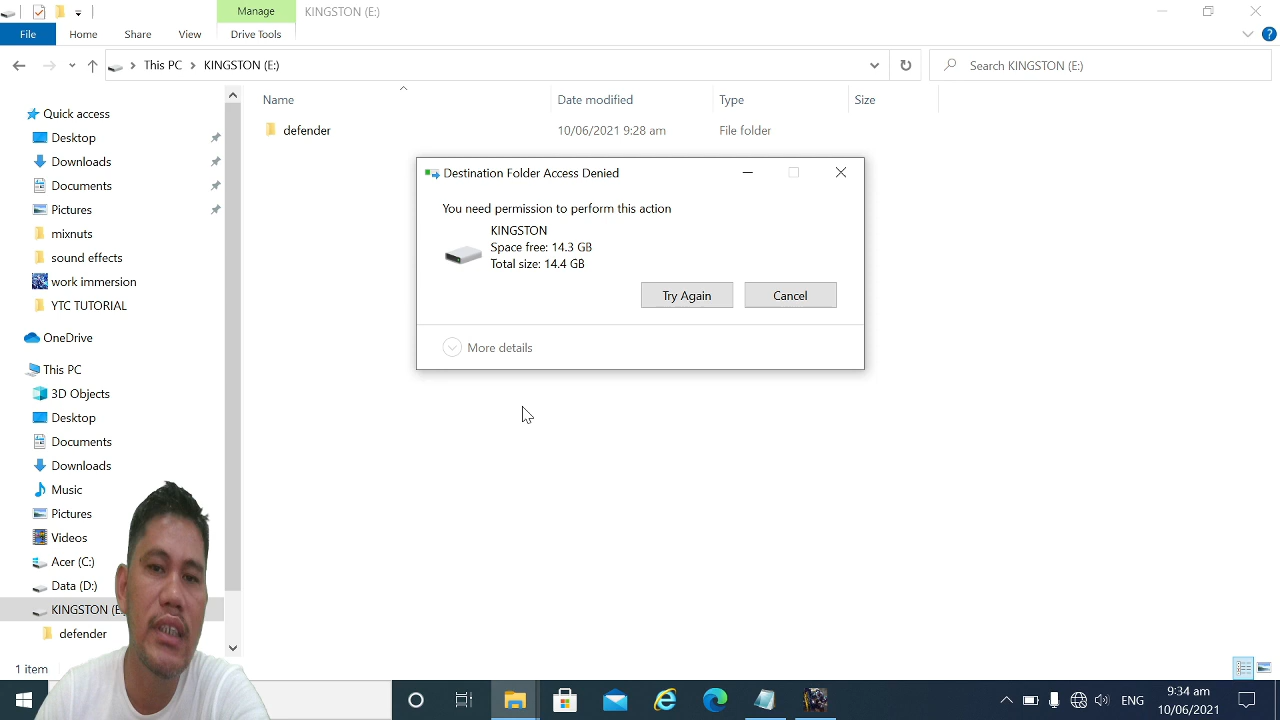 Manage
KINGSTON (E:)
File
Home
Share
View
Drive Tools
This PC
KINGSTON (E:)
Search KINGSTON (E:)
Name
Date modified
Type
Size
defender
10/06/2021 9:28 am
File folder
Quick access
Desktop
Downloads
Documents
Pictures
mixnuts
sound effects
work immersion
YTC TUTORIAL
OneDrive
This PC
3D Objects
Desktop
Documents
Downloads
Music
Pictures
Videos
Acer (C:)
Data (D:)
KINGSTON (E:
defender
1 item
Destination Folder Access Denied
You need permission to perform this action
KINGSTON
Space free: 14.3 GB
Total size: 14.4 GB
Try Again
Cancel
More details
ENG
9:34 am
10/06/2021